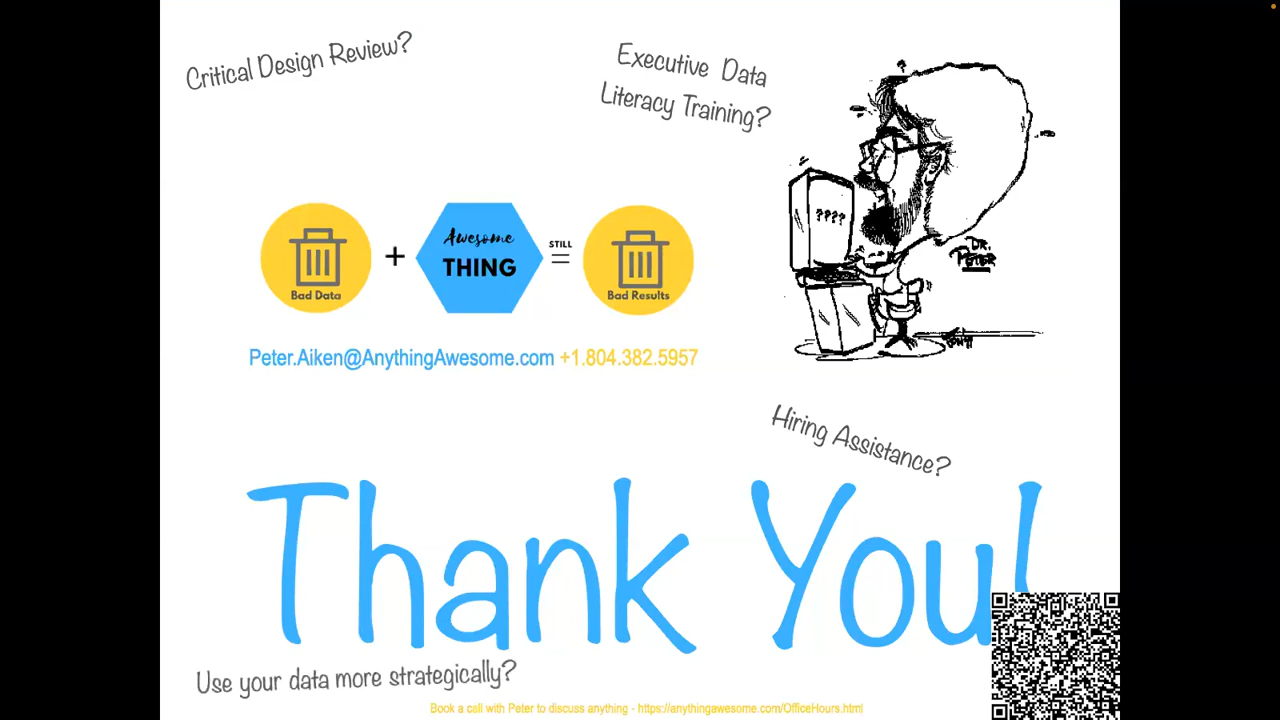 Critical Design Review?
Executive Data
Literacy Training?
????
DR.
PETER
Bad Data
+
Awesome
THING
STILL
=
Bad Results
Peter.Aiken@AnythingAwesome.com +1.804.382.5957
Hiring Assistance?
Thank You!
Use your data more strategically?
Book a call with Peter to discuss anything - https://anythingawesome.com/OfficeHours.html